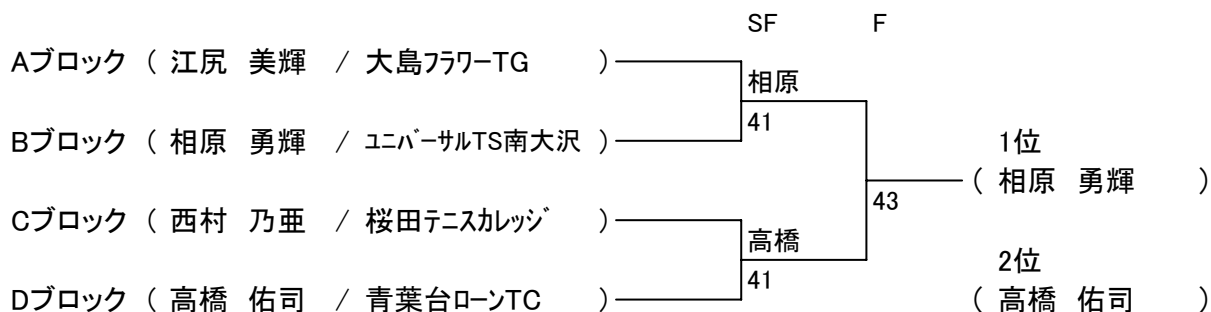 SF F
Aブロック ( 江尻 美輝 / 大島フラワーTG )
相原
41
Bブロック ( 相原 勇輝 / ユニバーサルTS南大沢 )
1位
( 相原 勇輝 )
43
Cブロック ( 西村 乃亜 / 桜田テニスカレッジ )
高橋
41
2位
Dブロック ( 高橋 佑司 / 青葉台ローンTC )
( 高橋 佑司 )